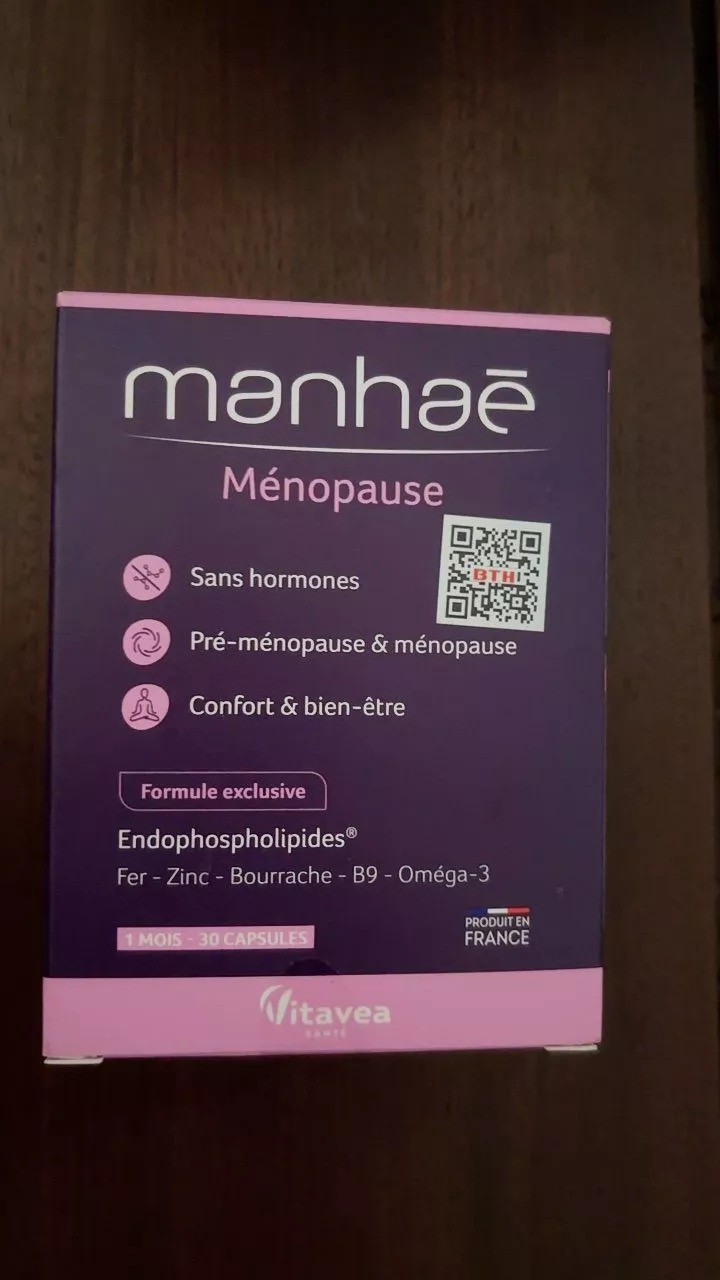 manhaē
Ménopause
BTH
Sans hormones
Pré-ménopause & ménopause
Confort & bien-être
Formule exclusive
Endophospholipides®
Fer - Zinc - Bourrache - B9 - Oméga-3
1 MOIS - 30 CAPSULES
PRODUIT EN
FRANCE
Vitavea
SANTÉ